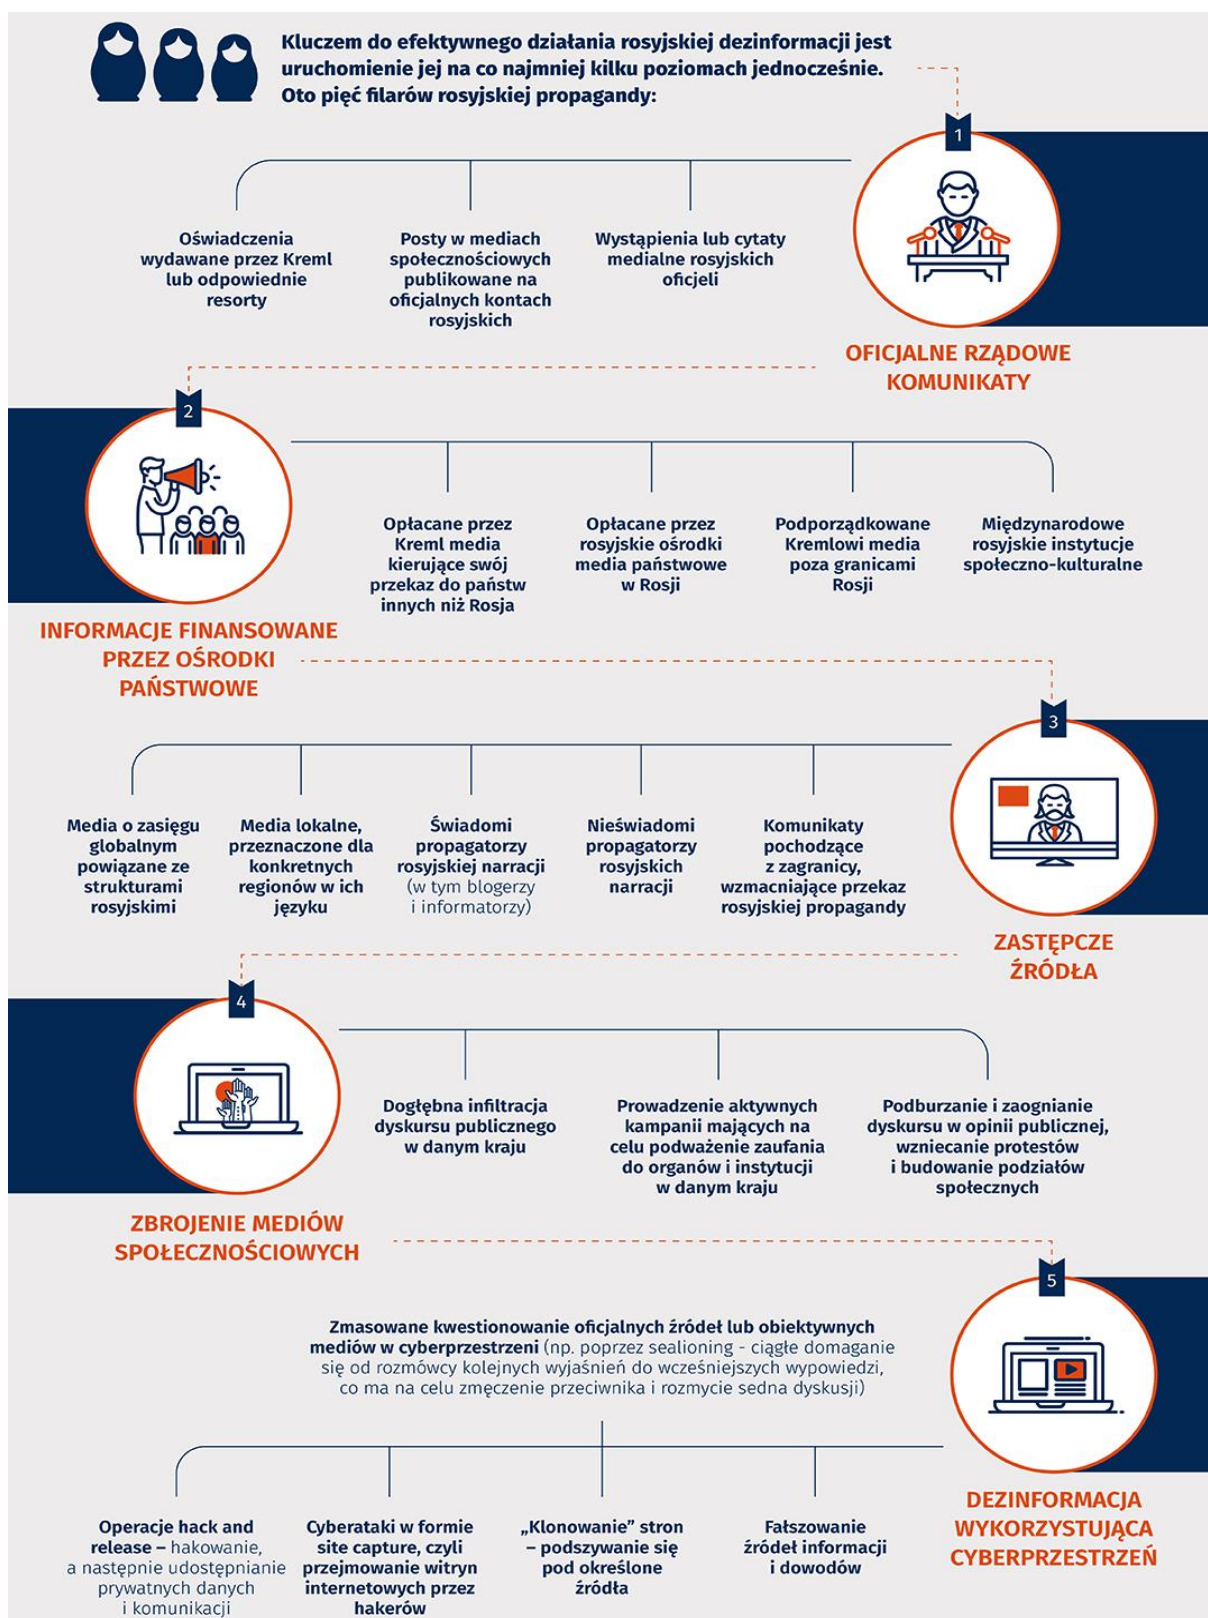 Kluczem do efektywnego działania rosyjskiej dezinformacji jest
uruchomienie jej na co najmniej kilku poziomach jednocześnie.
Oto pięć filarów rosyjskiej propagandy:
1
OFICJALNE RZĄDOWE
KOMUNIKATY
Oświadczenia
wydawane przez Kreml
lub odpowiednie
resorty
Posty w mediach
społecznościowych
publikowane na
oficjalnych kontach
rosyjskich
Wystąpienia lub cytaty
medialne rosyjskich
oficjeli
2
INFORMACJE FINANSOWANE
PRZEZ OŚRODKI
PAŃSTWOWE
Opłacane przez
Kreml media
kierujące swój
przekaz do państw
innych niż Rosja
Opłacane przez
rosyjskie ośrodki
media państwowe
w Rosji
Podporządkowane
Kremlowi media
poza granicami
Rosji
Międzynarodowe
rosyjskie instytucje
społeczno-kulturalne
3
ZASTĘPCZE
ŹRÓDŁA
Media o zasięgu
globalnym
powiązane ze
strukturami
rosyjskimi
Media lokalne,
przeznaczone dla
konkretnych
regionów w ich
języku
Świadomi
propagatorzy
rosyjskiej narracji
(w tym blogerzy
i informatorzy)
Nieświadomi
propagatorzy
rosyjskich
narracji
Komunikaty
pochodzące
z zagranicy,
wzmacniające przekaz
rosyjskiej propagandy
4
ZBROJENIE MEDIÓW
SPOŁECZNOŚCIOWYCH
Dogłębna infiltracja
dyskursu publicznego
w danym kraju
Prowadzenie aktywnych
kampanii mających na
celu podważenie zaufania
do organów i instytucji
w danym kraju
Podburzanie i zaognianie
dyskursu w opinii publicznej,
wzniecanie protestów
i budowanie podziałów
społecznych
5
DEZINFORMACJA
WYKORZYSTUJĄCA
CYBERPRZESTRZEŃ
Zmasowane kwestionowanie oficjalnych źródeł lub obiektywnych
mediów w cyberprzestrzeni (np. poprzez sealioning - ciągłe domaganie
się od rozmówcy kolejnych wyjaśnień do wcześniejszych wypowiedzi,
co ma na celu zmęczenie przeciwnika i rozmycie sedna dyskusji)
Operacje hack and
release – hakowanie,
a następnie udostępnianie
prywatnych danych
i komunikacji
Cyberataki w formie
site capture, czyli
przejmowanie witryn
internetowych przez
hakerów
„Klonowanie” stron
– podszywanie się
pod określone
źródła
Fałszowanie
źródeł informacji
i dowodów